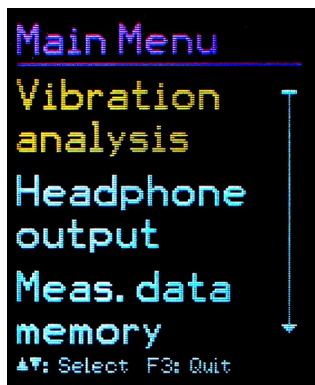 Main Menu
Vibration
analysis
Headphone
output
Meas. data
memory
▲▼: Select F3: Quit